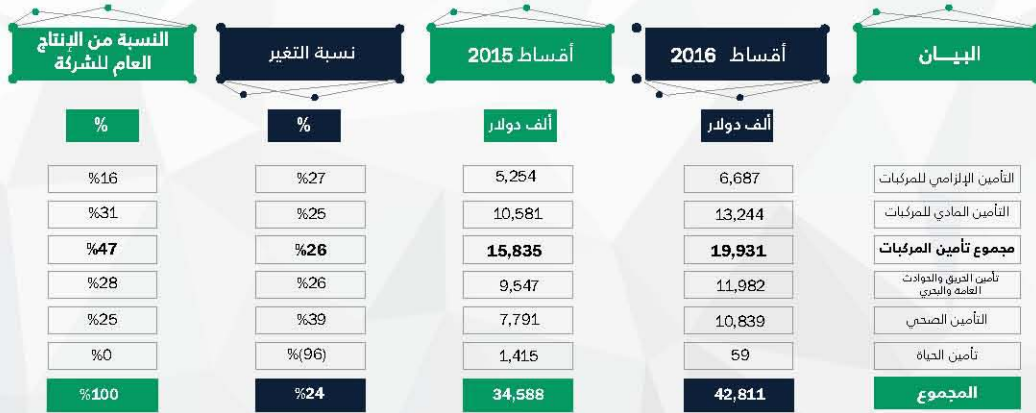 البيـــان
أقساط 2016
أقساط 2015
نسبة التغير
النسبة من الإنتاج
العام للشركة
ألف دولار
ألف دولار
%
%
التأمين الإلزامي للمركبات
6,687
5,254
%27
%16
التأمين المادي للمركبات
13,244
10,581
%25
%31
مجموع تأمين المركبات
19,931
15,835
%26
%47
تأمين الحريق والحوادث
العامة والبحري
11,982
9,547
%26
%28
التأمين الصحي
10,839
7,791
%39
%25
تأمين الحياة
59
1,415
%(96)
%0
المجموع
42,811
34,588
%24
%100